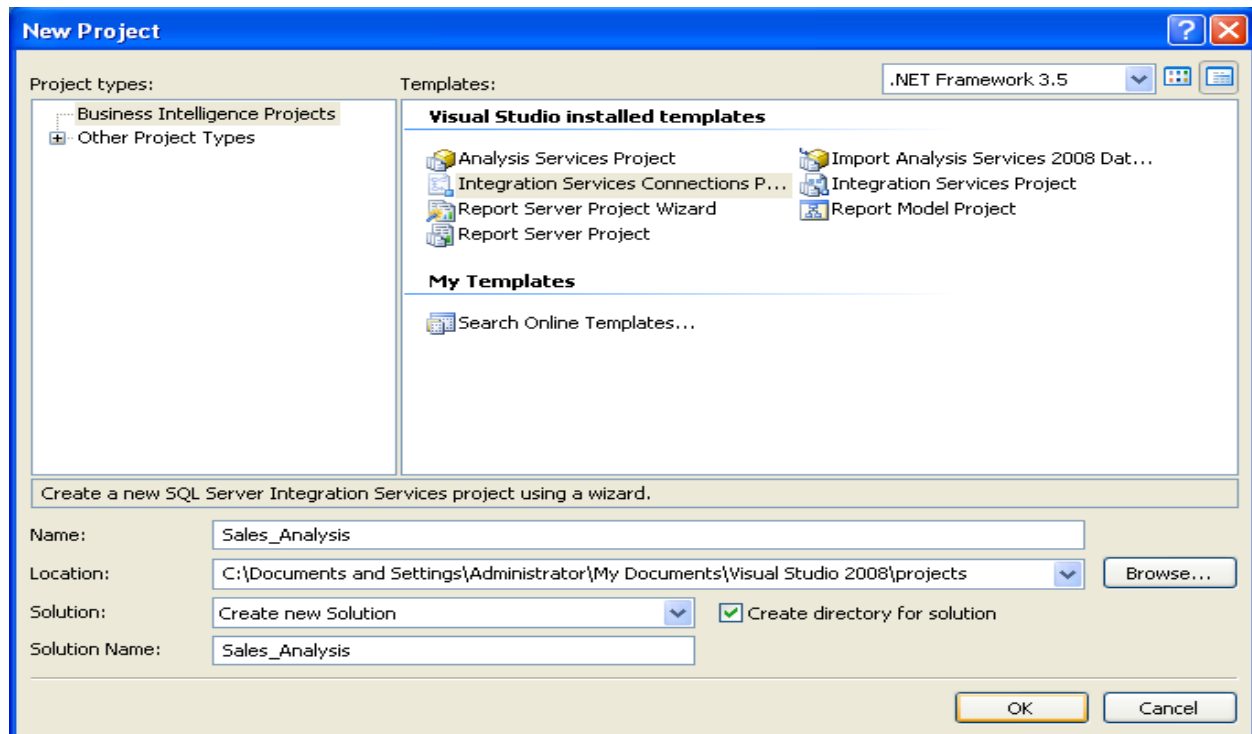 New Project
Project types:
Templates:
.NET Framework 3.5
Business Intelligence Projects
Other Project Types
Visual Studio installed templates
Analysis Services Project
Import Analysis Services 2008 Dat...
Integration Services Connections P...
Integration Services Project
Report Server Project Wizard
Report Model Project
Report Server Project
My Templates
Search Online Templates...
Create a new SQL Server Integration Services project using a wizard.
Name:
Sales_Analysis
Location:
C:\Documents and Settings\Administrator\My Documents\Visual Studio 2008\projects
Browse...
Solution:
Create new Solution
Create directory for solution
Solution Name:
Sales_Analysis
OK
Cancel